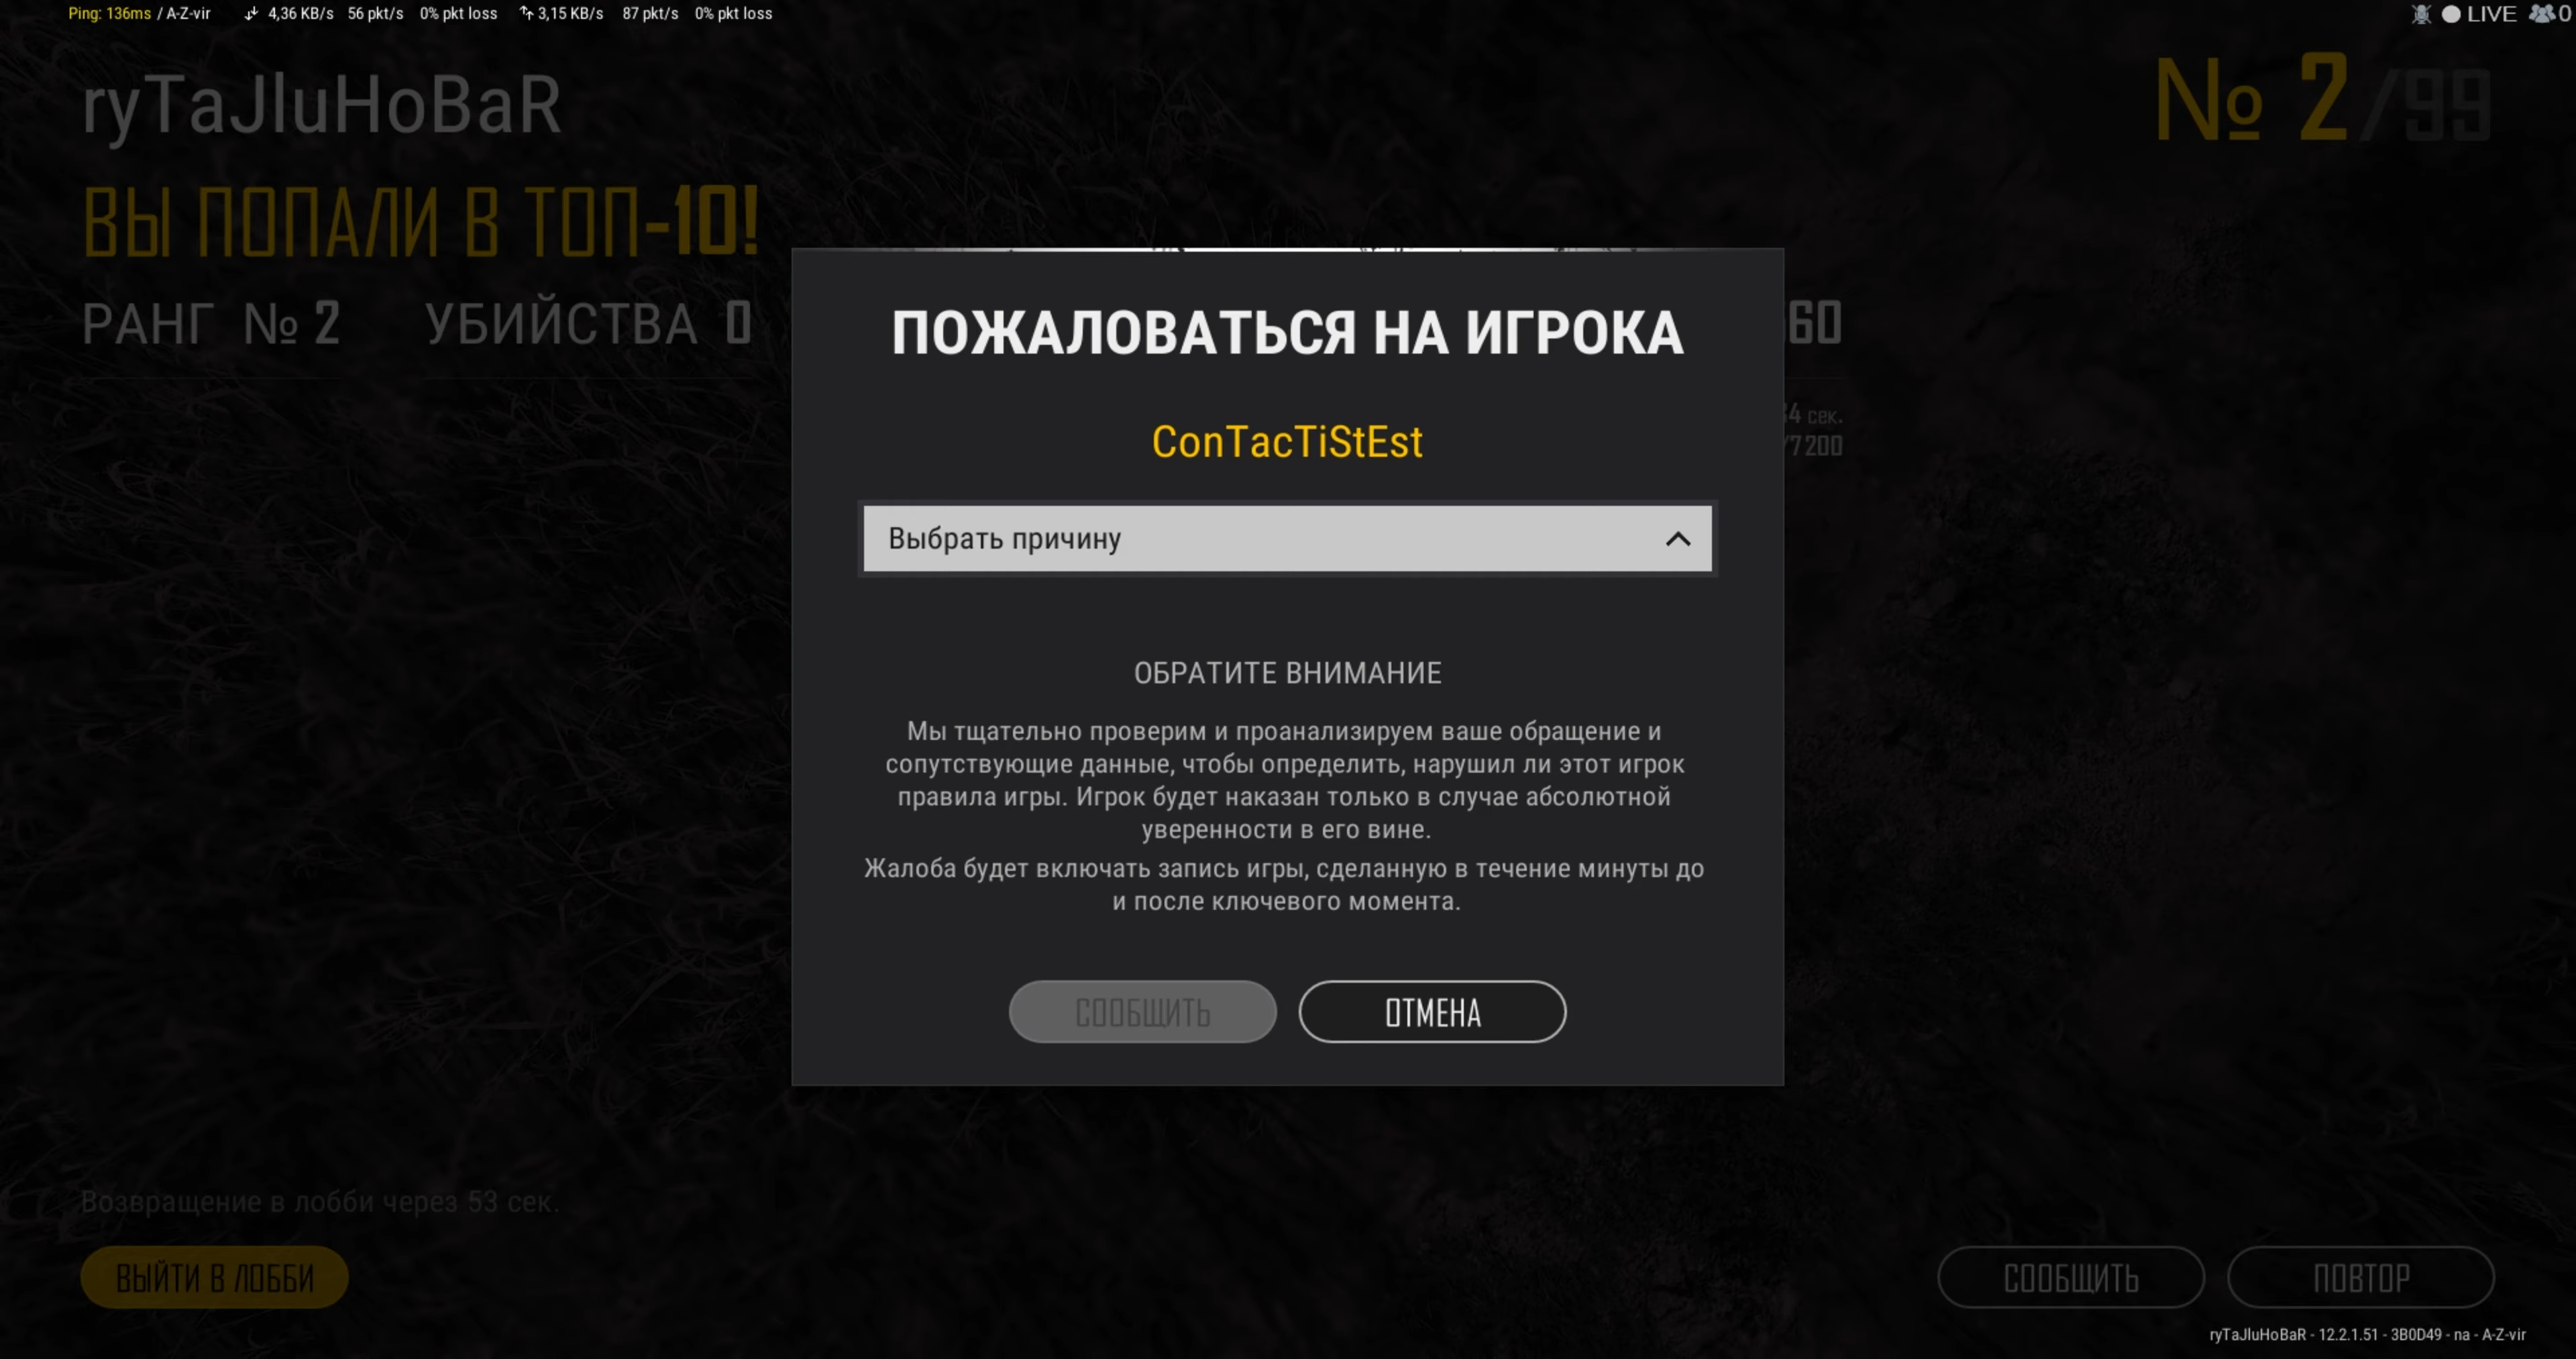 Ping: 136ms / A-Z-vir 4,36 KB/s 56 pkt/s 0% pkt loss 3,15 KB/s 87 pkt/s 0% pkt loss
LIVE 0
ryTaJluHoBaR
№ 2/99
ВЫ ПОПАЛИ В ТОП-10!
РАНГ № 2 УБИЙСТВА 0
60
ПОЖАЛОВАТЬСЯ НА ИГРОКА
34 сек.
/7200
ConTacTiStEst
Выбрать причину
ОБРАТИТЕ ВНИМАНИЕ
Мы тщательно проверим и проанализируем ваше обращение и
сопутствующие данные, чтобы определить, нарушил ли этот игрок
правила игры. Игрок будет наказан только в случае абсолютной
уверенности в его вине.
Жалоба будет включать запись игры, сделанную в течение минуты до
и после ключевого момента.
СООБЩИТЬ
ОТМЕНА
Возвращение в лобби через 53 сек.
ВЫЙТИ В ЛОББИ
СООБЩИТЬ
ПОВТОР
ryTaJluHoBaR - 12.2.1.51 - 3B0D49 - na - A-Z-vir